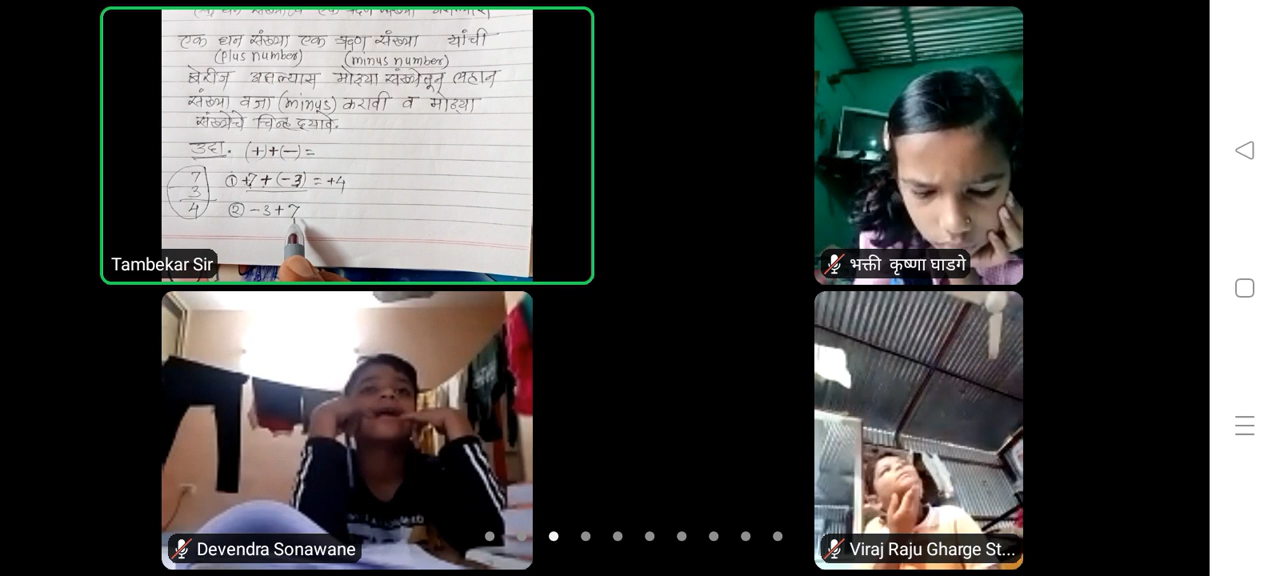 एक धन संख्या एक ऋण संख्या यांची
(plus number) (minus number)
बेरीज असल्यास मोठ्या संख्येतून लहान
संख्या वजा (minus) करावी व मोठ्या
संख्येचे चिन्ह द्यावे.
उदा. (+)+(−)=
7 ① +7 + (−3) = +4
3
4 ② −3+7
Tambekar Sir
भक्ती कृष्णा घाडगे
Devendra Sonawane
Viraj Raju Gharge St...